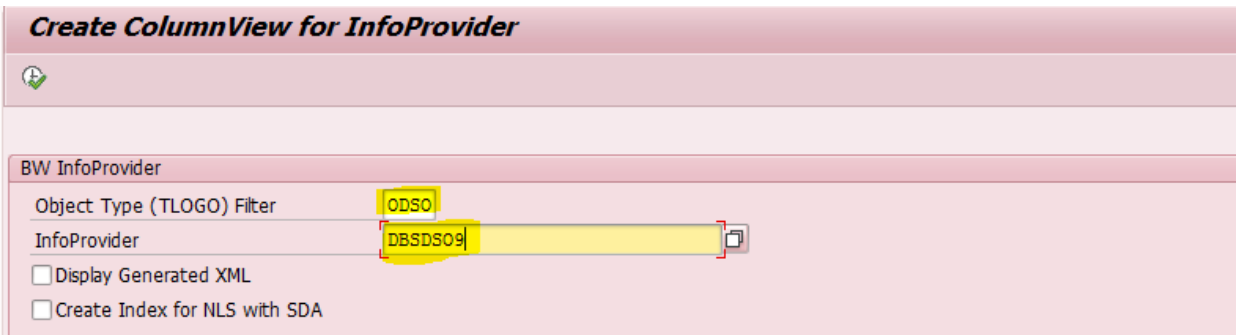 Create ColumnView for InfoProvider
BW InfoProvider
Object Type (TLOGO) Filter ODSO
InfoProvider DBSDSO9
Display Generated XML
Create Index for NLS with SDA